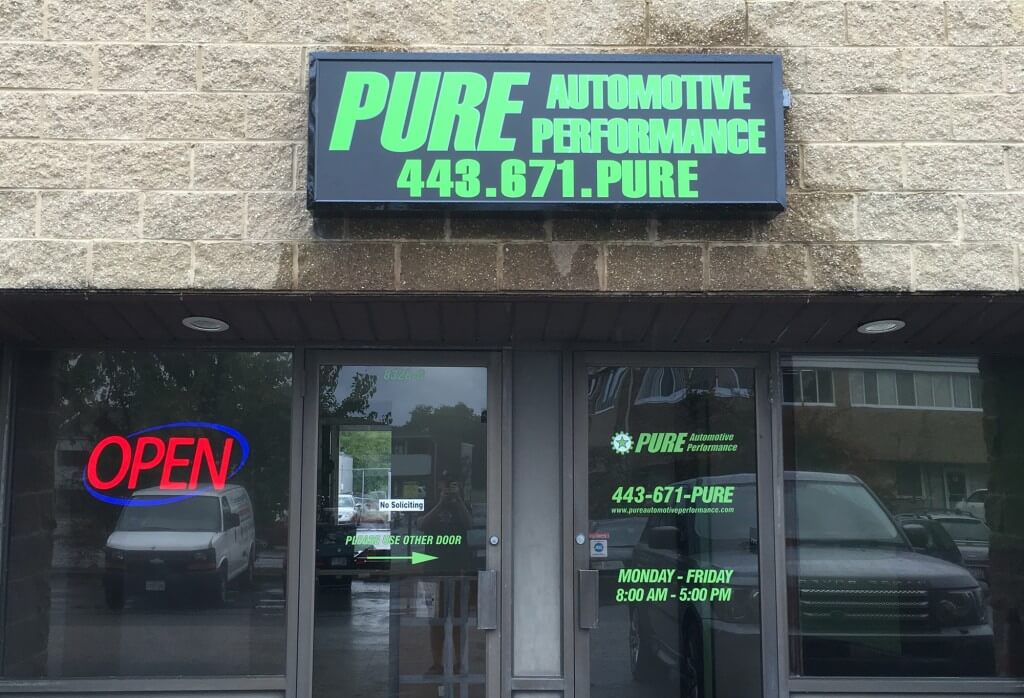 PURE AUTOMOTIVE
PERFORMANCE
443.671.PURE
OPEN
No Soliciting
PLEASE USE OTHER DOOR
PURE Automotive
Performance
443-671-PURE
www.pureautomotiveperformance.com
MONDAY - FRIDAY
8:00 AM - 5:00 PM